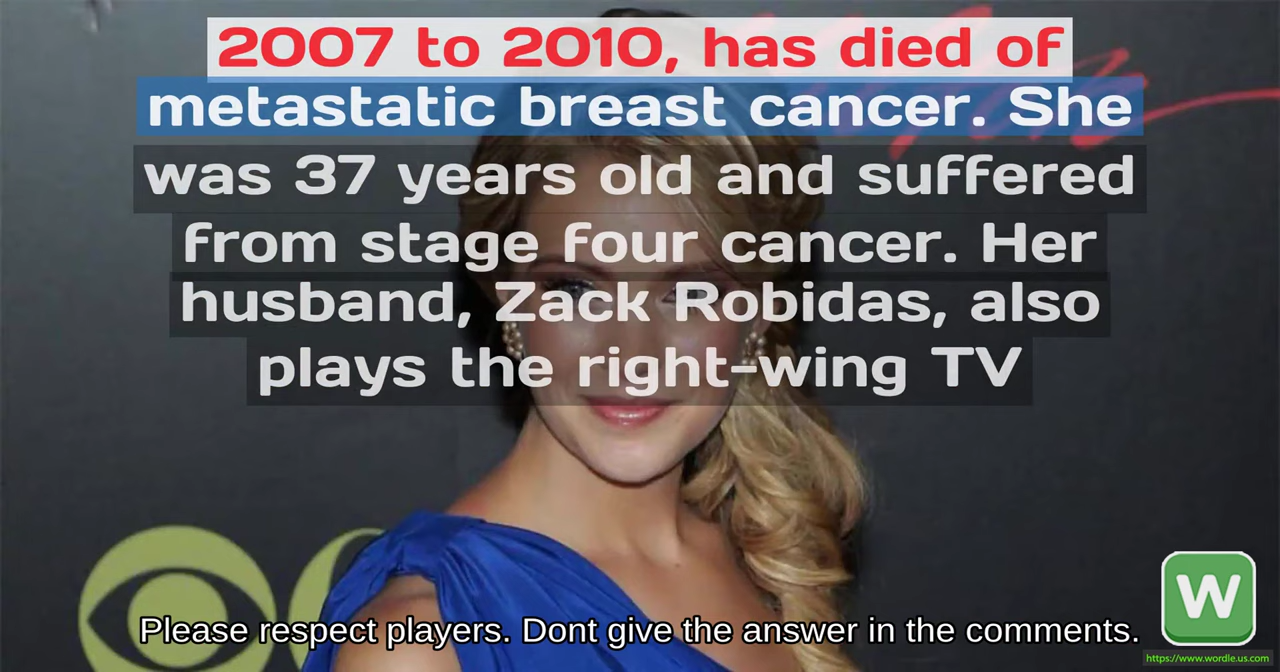 2007 to 2010, has died of
metastatic breast cancer. She
was 37 years old and suffered
from stage four cancer. Her
husband, Zack Robidas, also
plays the right-wing TV
Please respect players. Dont give the answer in the comments.
W
https://www.wordle.us.com